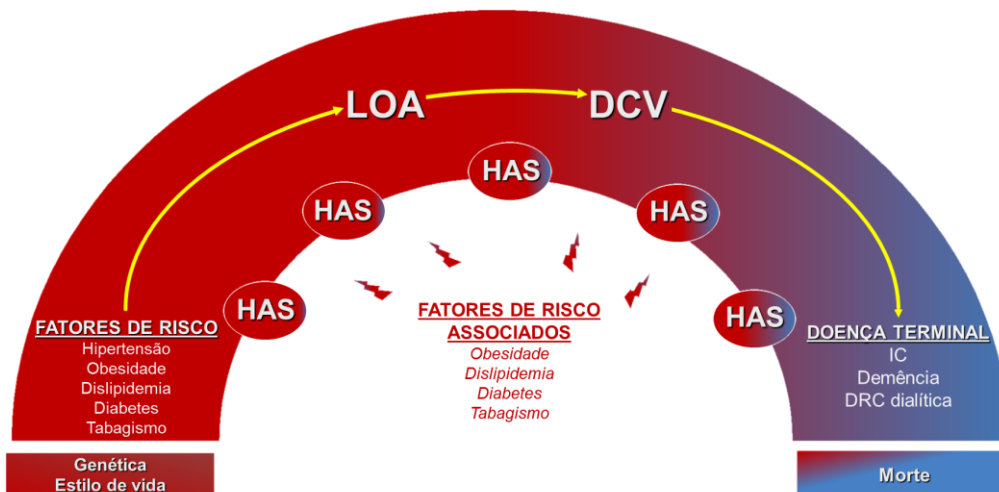 LOA
DCV
HAS
HAS
HAS
HAS
HAS
FATORES DE RISCO
Hipertensão
Obesidade
Dislipidemia
Diabetes
Tabagismo
FATORES DE RISCO
ASSOCIADOS
Obesidade
Dislipidemia
Diabetes
Tabagismo
DOENÇA TERMINAL
IC
Demência
DRC dialítica
Genética
Estilo de vida
Morte